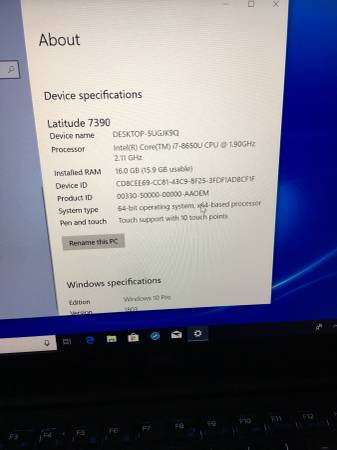 About
Device specifications
Latitude 7390
Device name DESKTOP-5UGJK9Q
Processor Intel(R) Core(TM) i7-8650U CPU @ 1.90GHz
2.11 GHz
Installed RAM 16.0 GB (15.9 GB usable)
Device ID CD8CEE69-CC81-43C9-8F25-3FDF1AD8CF1F
Product ID 00330-50000-00000-AAOEM
System type 64-bit operating system, x64-based processor
Pen and touch Touch support with 10 touch points
Rename this PC
Windows specifications
Edition Windows 10 Pro
Version 1803
F3 F4 F5 F6 F7 F8 F9 F10 F11 F12